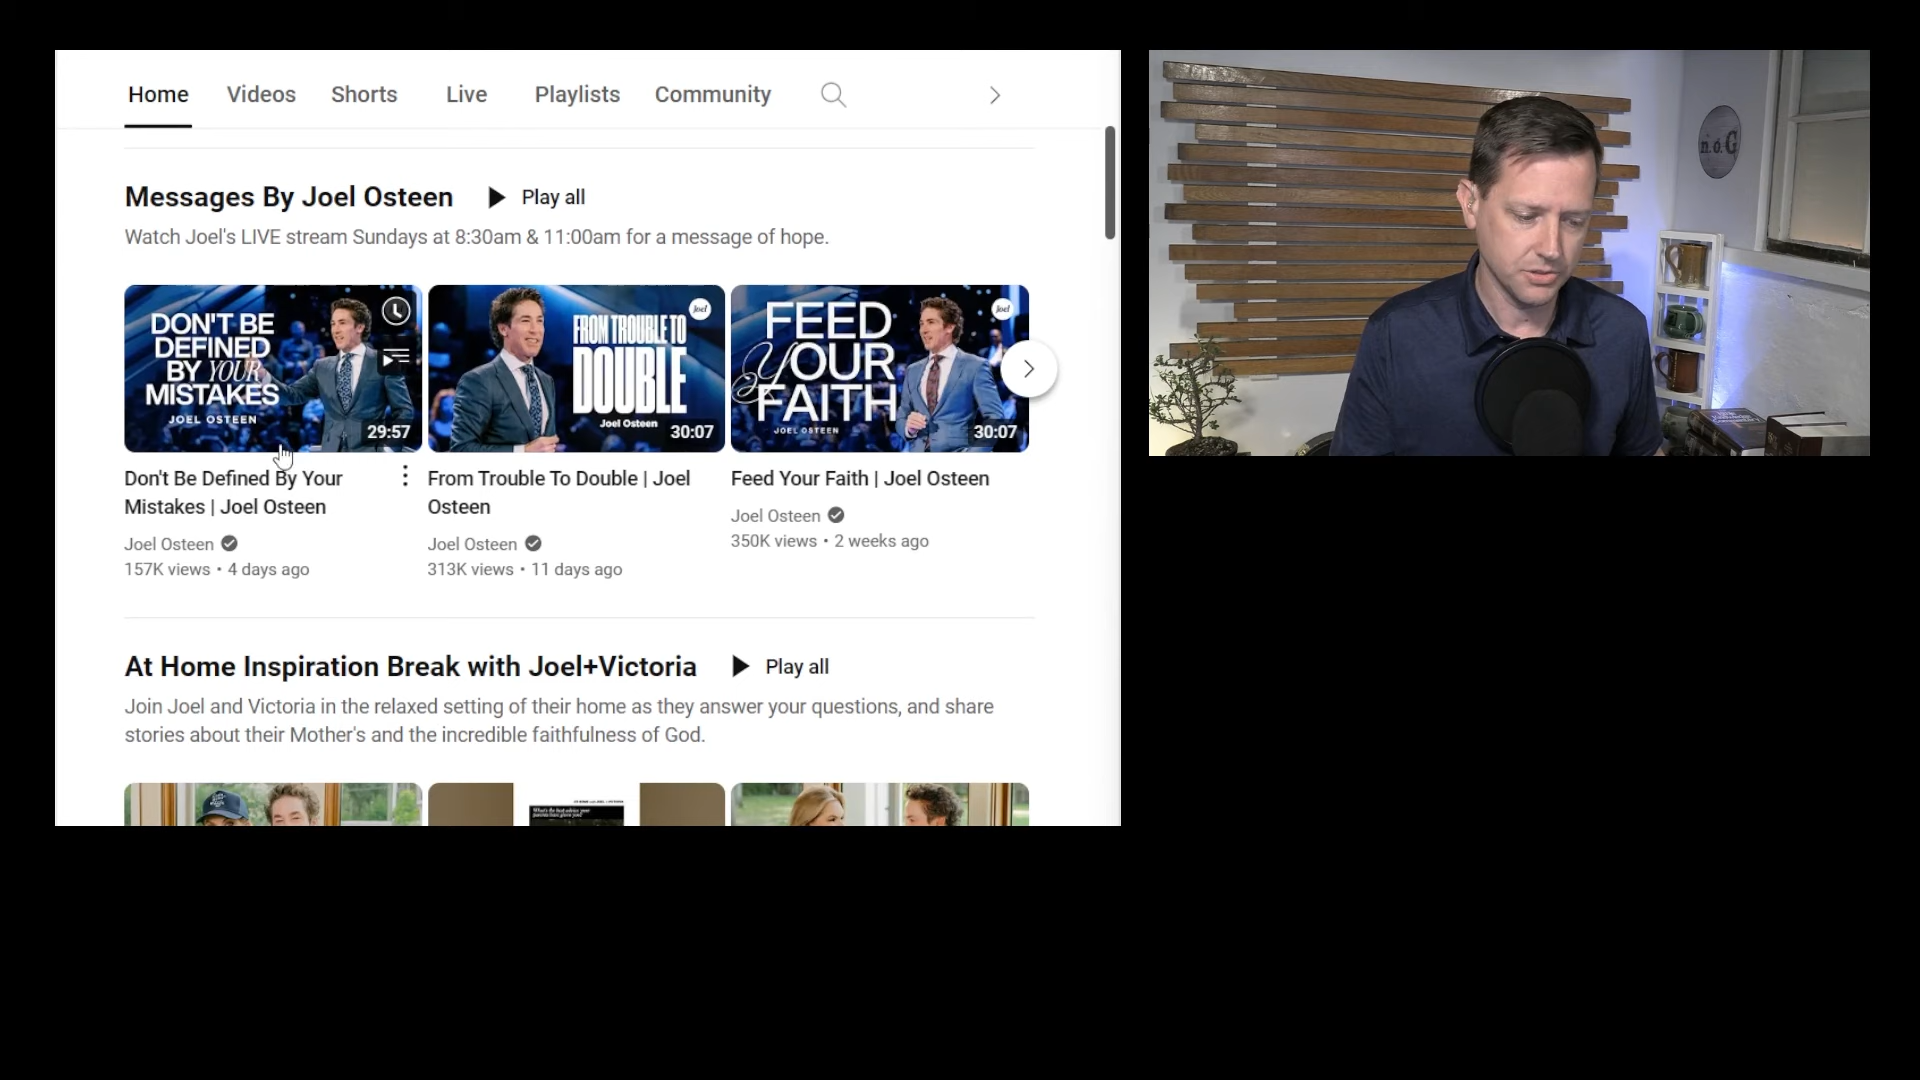 Home Videos Shorts Live Playlists Community
Messages By Joel Osteen Play all
Watch Joel's LIVE stream Sundays at 8:30am & 11:00am for a message of hope.
DON'T BE
DEFINED
BY YOUR
MISTAKES
JOEL OSTEEN
29:57
FROM TROUBLE TO
DOUBLE
Joel Osteen
Joel
30:07
FEED
YOUR
FAITH
JOEL OSTEEN
Joel
30:07
Don't Be Defined By Your
Mistakes | Joel Osteen
Joel Osteen
157K views • 4 days ago
From Trouble To Double | Joel
Osteen
Joel Osteen
313K views • 11 days ago
Feed Your Faith | Joel Osteen
Joel Osteen
350K views • 2 weeks ago
At Home Inspiration Break with Joel+Victoria Play all
Join Joel and Victoria in the relaxed setting of their home as they answer your questions, and share
stories about their Mother's and the incredible faithfulness of God.
n.ó.G